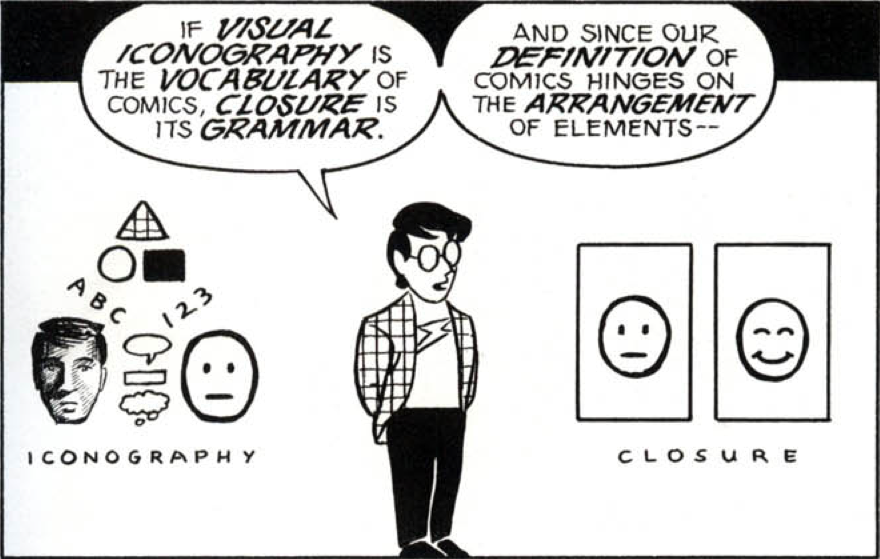 IF VISUAL
ICONOGRAPHY IS
THE VOCABULARY OF
COMICS, CLOSURE IS
ITS GRAMMAR.
AND SINCE OUR
DEFINITION OF
COMICS HINGES ON
THE ARRANGEMENT
OF ELEMENTS--
ABC
123
ICONOGRAPHY
CLOSURE